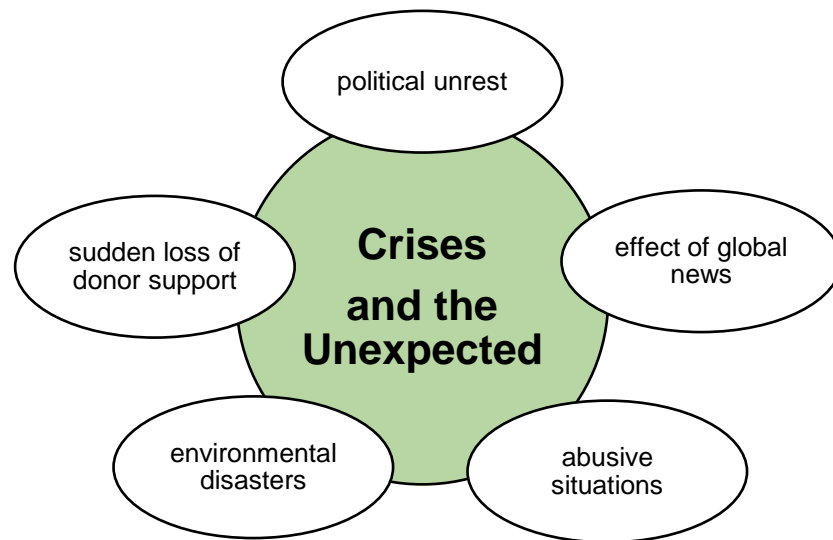 political unrest
sudden loss of
donor support
Crises
and the
Unexpected
effect of global
news
environmental
disasters
abusive
situations